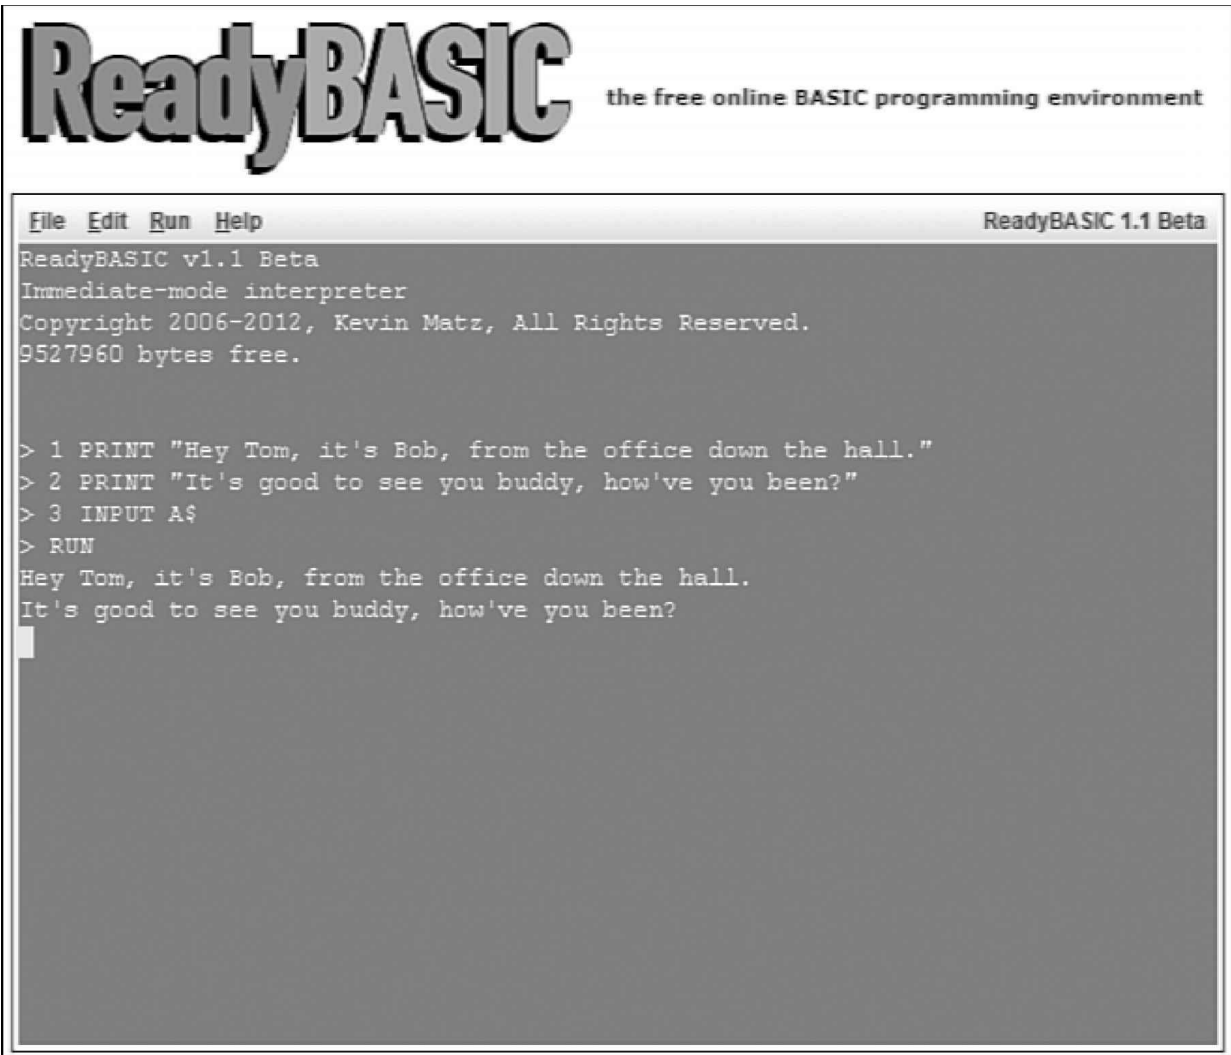 ReadyBASIC
the free online BASIC programming environment
File Edit Run Help ReadyBASIC 1.1 Beta
ReadyBASIC v1.1 Beta
Immediate-mode interpreter
Copyright 2006-2012, Kevin Matz, All Rights Reserved.
9527960 bytes free.
> 1 PRINT "Hey Tom, it's Bob, from the office down the hall."
> 2 PRINT "It's good to see you buddy, how've you been?"
> 3 INPUT A$
> RUN
Hey Tom, it's Bob, from the office down the hall.
It's good to see you buddy, how've you been?